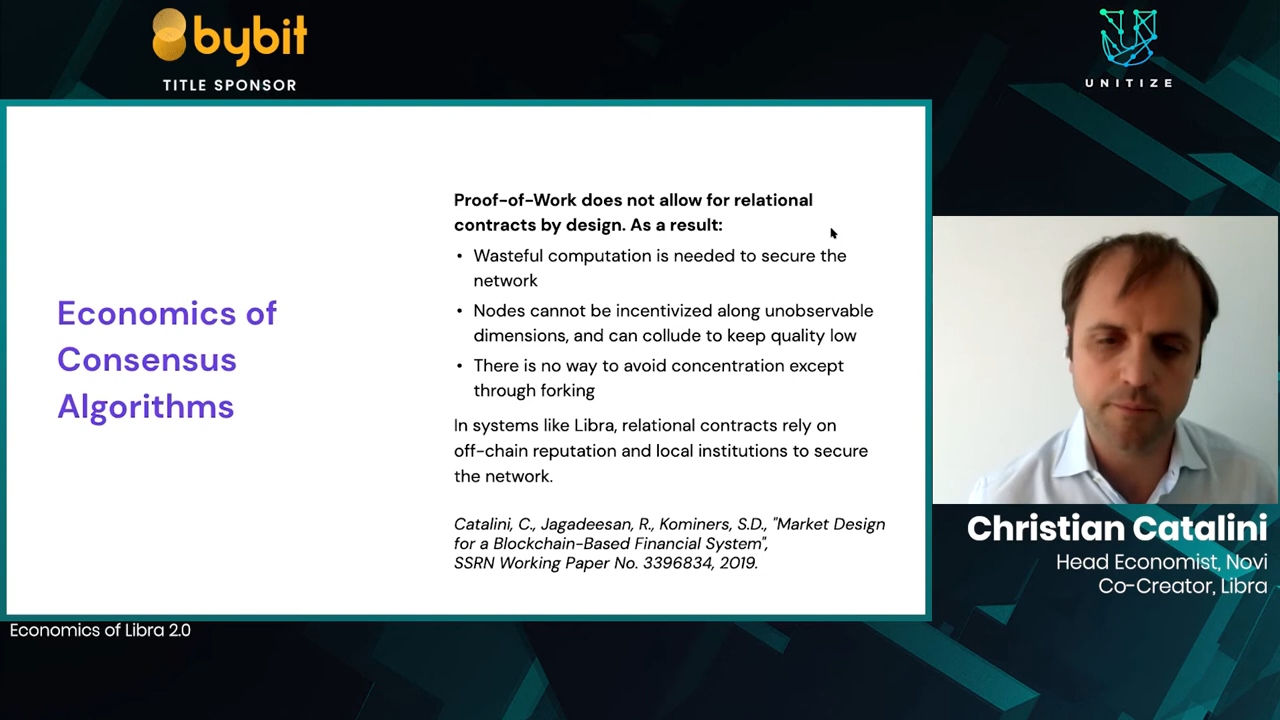 bybit
TITLE SPONSOR
UNITIZE
Proof-of-Work does not allow for relational
contracts by design. As a result:
• Wasteful computation is needed to secure the
network
• Nodes cannot be incentivized along unobservable
dimensions, and can collude to keep quality low
• There is no way to avoid concentration except
through forking
In systems like Libra, relational contracts rely on
off-chain reputation and local institutions to secure
the network.
Catalini, C., Jagadeesan, R., Kominers, S.D., "Market Design
for a Blockchain-Based Financial System",
SSRN Working Paper No. 3396834, 2019.
Economics of
Consensus
Algorithms
Christian Catalini
Head Economist, Novi
Co-Creator, Libra
Economics of Libra 2.0